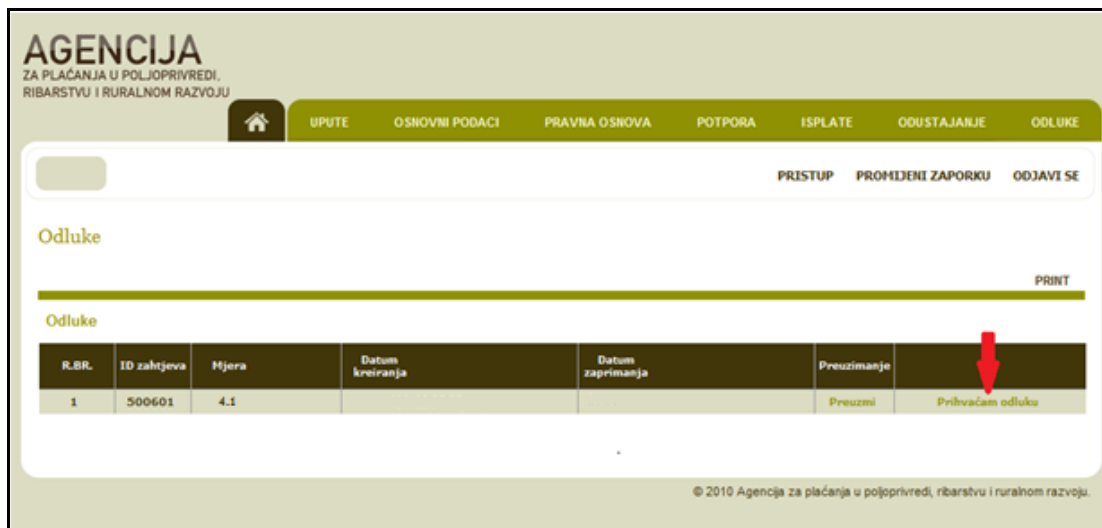 AGENCIJA
ZA PLAĆANJA U POLJOPRIVREDI,
RIBARSTVU I RURALNOM RAZVOJU
UPUTE OSNOVNI PODACI PRAVNA OSNOVA POTPORA ISPLATE ODUSTAJANJE ODLUKE
PRISTUP PROMIJENI ZAPORKU ODJAVI SE
Odluke
PRINT
Odluke
R.BR. ID zahtjeva Mjera Datum kreiranja Datum zaprimanja Preuzimanje
1 500601 4.1 Preuzmi Prihvaćam odluku
© 2010 Agencija za plaćanja u poljoprivredi, ribarstvu i ruralnom razvoju.